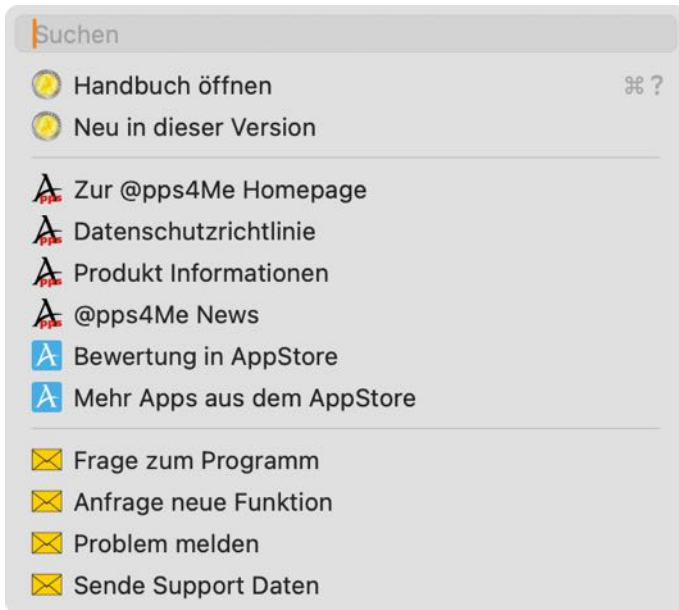 Suchen
Handbuch öffnen ⌘ ?
Neu in dieser Version
Zur @pps4Me Homepage
Datenschutzrichtlinie
Produkt Informationen
@pps4Me News
Bewertung in AppStore
Mehr Apps aus dem AppStore
Frage zum Programm
Anfrage neue Funktion
Problem melden
Sende Support Daten